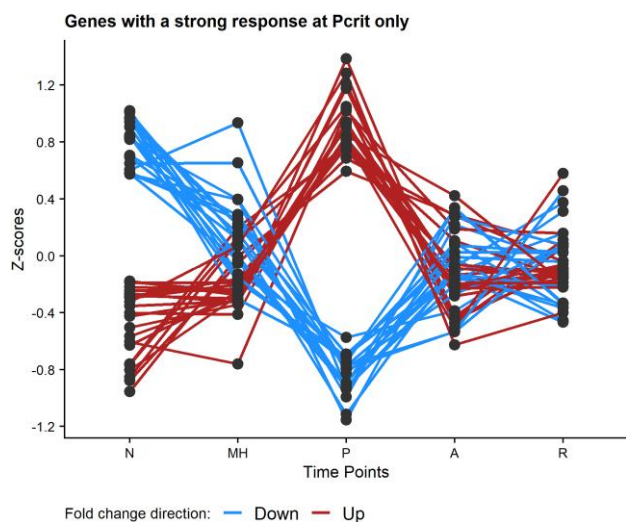 Genes with a strong response at Pcrit only
Z-scores
1.2
0.8
0.4
0.0
-0.4
-0.8
-1.2
N MH P A R
Time Points
Fold change direction: Down Up